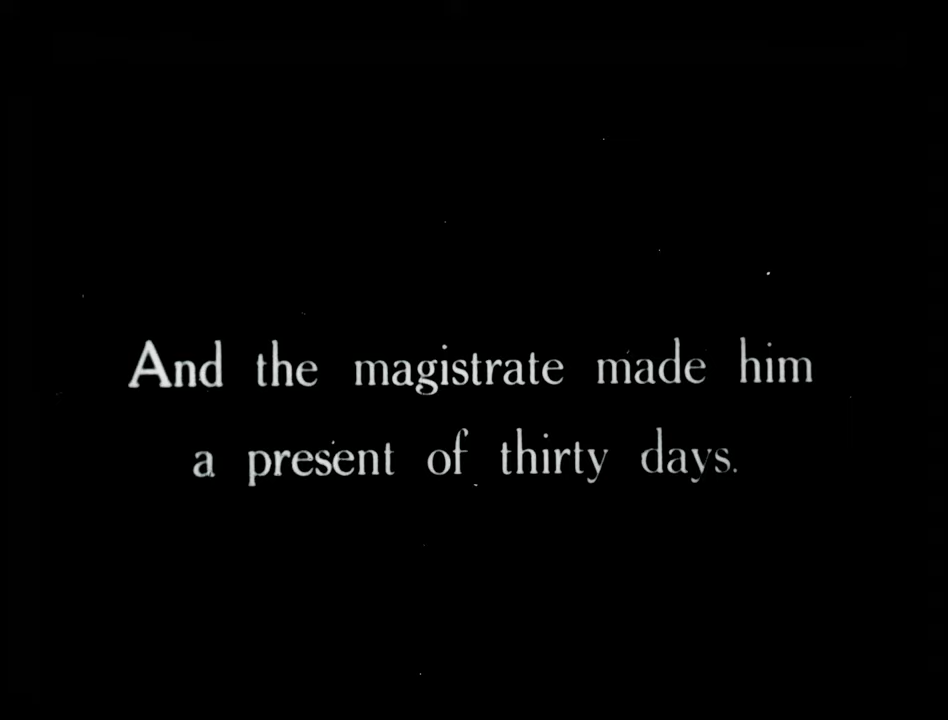 And the magistrate made him
a present of thirty days.